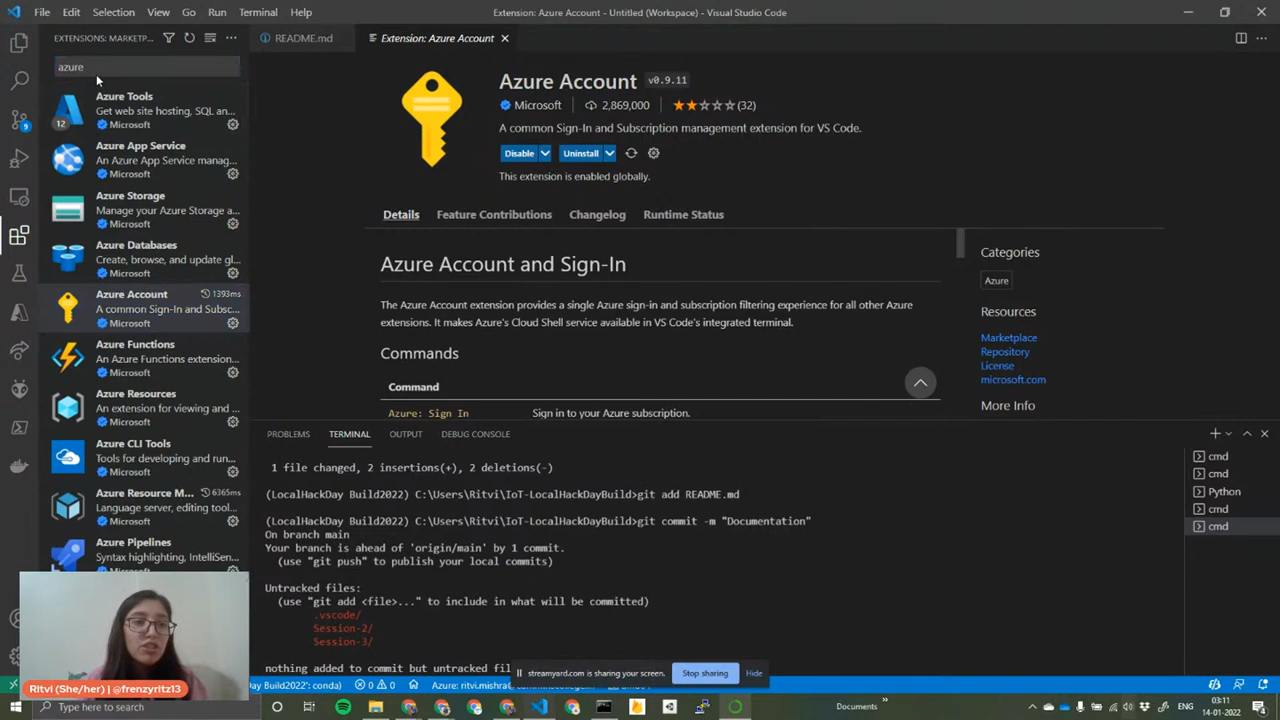 File Edit Selection View Go Run Terminal Help
Extension: Azure Account - Untitled (Workspace) - Visual Studio Code
EXTENSIONS: MARKETP...
README.md
Extension: Azure Account
azure
Azure Tools
Get web site hosting, SQL an...
12
Microsoft
Azure App Service
An Azure App Service manag...
Microsoft
Azure Storage
Manage your Azure Storage a...
Microsoft
Azure Databases
Create, browse, and update gl...
Microsoft
Azure Account 1393ms
A common Sign-In and Subsc...
Microsoft
Azure Functions
An Azure Functions extension...
Microsoft
Azure Resources
An extension for viewing and ...
Microsoft
Azure CLI Tools
Tools for developing and run...
Microsoft
Azure Resource M... 6365ms
Language server, editing tool...
Microsoft
Azure Pipelines
Syntax highlighting, IntelliSen...
9
Azure Account v0.9.11
Microsoft 2,869,000 (32)
A common Sign-In and Subscription management extension for VS Code.
Disable Uninstall
This extension is enabled globally.
Details Feature Contributions Changelog Runtime Status
Azure Account and Sign-In
The Azure Account extension provides a single Azure sign-in and subscription filtering experience for all other Azure
extensions. It makes Azure's Cloud Shell service available in VS Code's integrated terminal.
Commands
Command
Azure: Sign In Sign in to your Azure subscription.
Categories
Azure
Resources
Marketplace
Repository
License
microsoft.com
More Info
PROBLEMS TERMINAL OUTPUT DEBUG CONSOLE
1 file changed, 2 insertions(+), 2 deletions(-)
(LocalHackDay Build2022) C:\Users\Ritvi\IoT-LocalHackDayBuild>git add README.md
(LocalHackDay Build2022) C:\Users\Ritvi\IoT-LocalHackDayBuild>git commit -m "Documentation"
On branch main
Your branch is ahead of 'origin/main' by 1 commit.
(use "git push" to publish your local commits)
Untracked files:
(use "git add <file>..." to include in what will be committed)
.vscode/
Session-2/
Session-3/
nothing added to commit but untracked fil
cmd
cmd
Python
cmd
cmd
streamyard.com is sharing your screen. Stop sharing Hide
Ritvi (She/her) | @frenzyritz13
Day Build2022': conda) 0 0 Azure: ritvi.mishra
Type here to search
Documents
ENG
03:11
14-01-2022